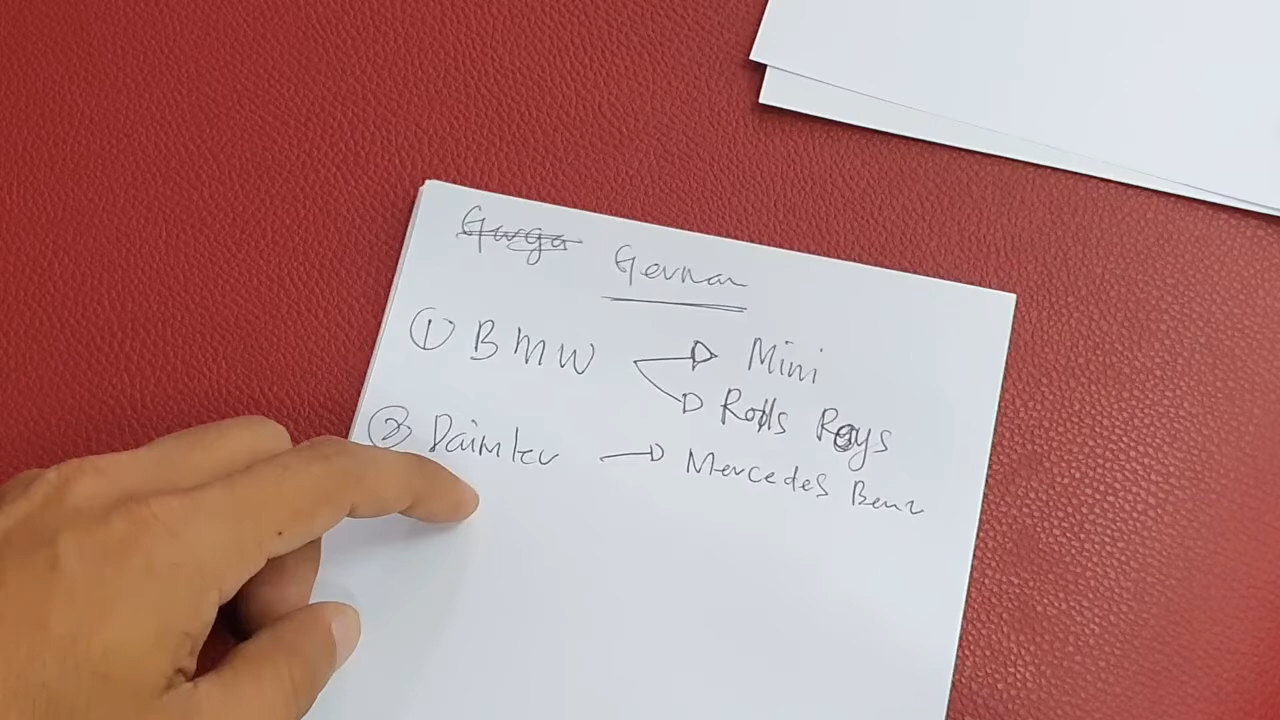 German
① BMW → Mini
→ Rolls Roys
② Daimler → Mercedes Benz